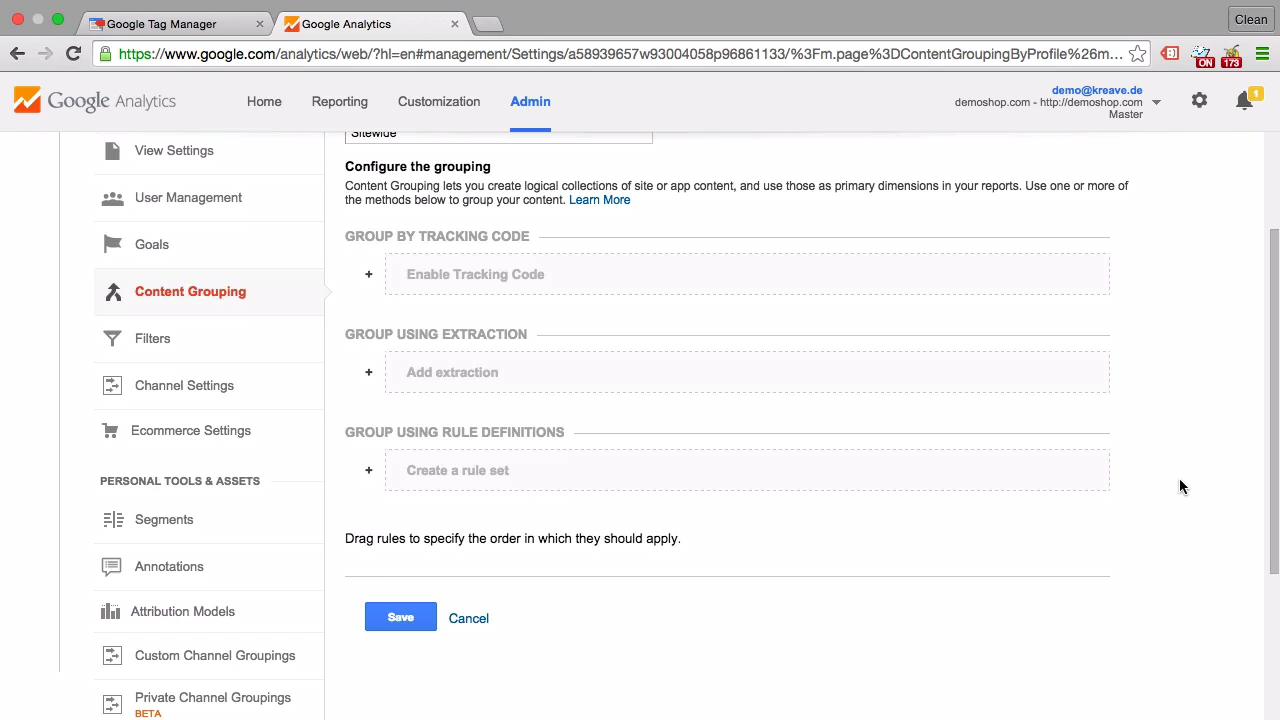 Google Tag Manager
Google Analytics
Clean
https://www.google.com/analytics/web/?hl=en#management/Settings/a58939657w93004058p96861133/%3Fm.page%3DContentGroupingByProfile%26m...
ON
173
Google Analytics
Home
Reporting
Customization
Admin
demo@kreave.de
demoshop.com - http://demoshop.com
Master
1
View Settings
User Management
Goals
Content Grouping
Filters
Channel Settings
Ecommerce Settings
PERSONAL TOOLS & ASSETS
Segments
Annotations
Attribution Models
Custom Channel Groupings
Private Channel Groupings
BETA
Sitewide
Configure the grouping
Content Grouping lets you create logical collections of site or app content, and use those as primary dimensions in your reports. Use one or more of
the methods below to group your content. Learn More
GROUP BY TRACKING CODE
+ Enable Tracking Code
GROUP USING EXTRACTION
+ Add extraction
GROUP USING RULE DEFINITIONS
+ Create a rule set
Drag rules to specify the order in which they should apply.
Save
Cancel